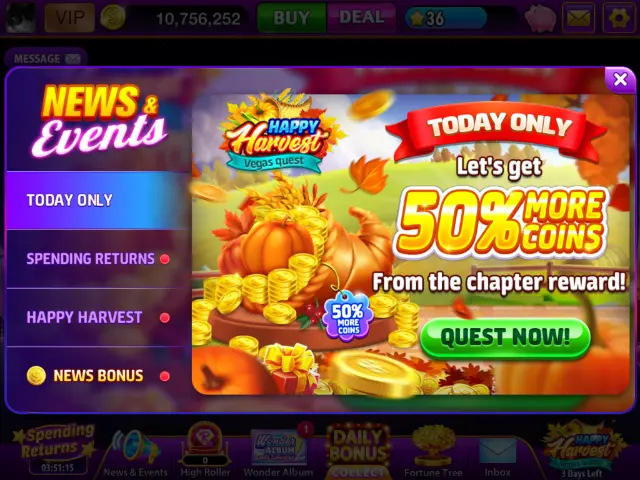 VIP
10,756,252
BUY
DEAL
36
MESSAGE
NEWS &
Events
TODAY ONLY
SPENDING RETURNS
HAPPY HARVEST
NEWS BONUS
HAPPY
Harvest
Vegas quest
TODAY ONLY
Let's get
50% MORE
COINS
From the chapter reward!
50%
MORE
COINS
QUEST NOW!
Spending
Returns
03:51:15
News & Events
0
High Roller
1
Wonder
ALBUM
Wonder Album
DAILY
BONUS
COLLECT
Fortune Tree
Inbox
HAPPY
Harvest
3 Days Left